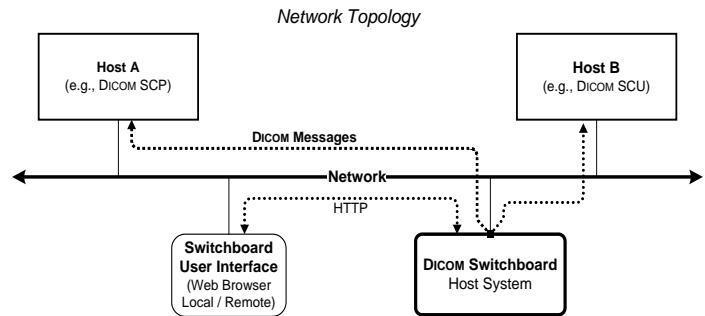 Network Topology
Host A
(e.g., DICOM SCP)
Host B
(e.g., DICOM SCU)
DICOM Messages
Network
HTTP
Switchboard
User Interface
(Web Browser
Local / Remote)
DICOM Switchboard
Host System